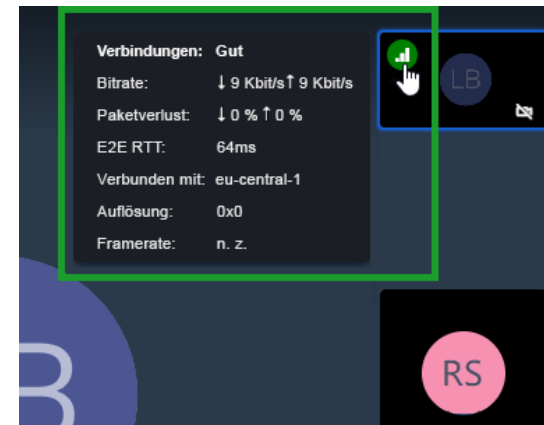 Verbindungen: Gut
Bitrate: ↓ 9 Kbit/s ↑ 9 Kbit/s
Paketverlust: ↓ 0 % ↑ 0 %
E2E RTT: 64ms
Verbunden mit: eu-central-1
Auflösung: 0x0
Framerate: n. z.
LB
B
RS